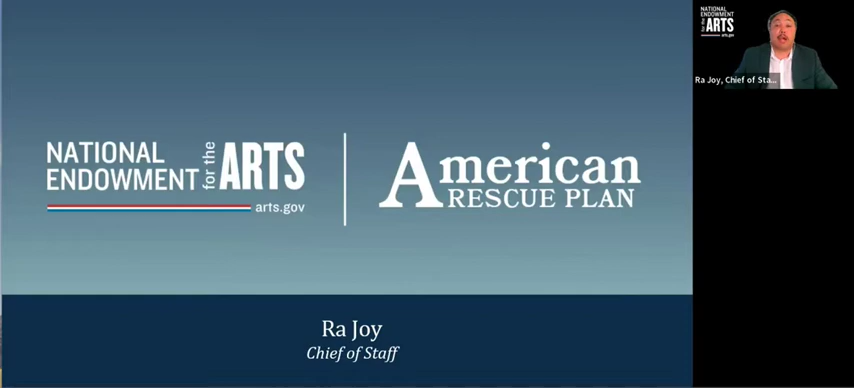 NATIONAL
ENDOWMENT
for the
ARTS
arts.gov
American
RESCUE PLAN
Ra Joy
Chief of Staff
NATIONAL
ENDOWMENT
for the
ARTS
arts.gov
Ra Joy, Chief of Sta...